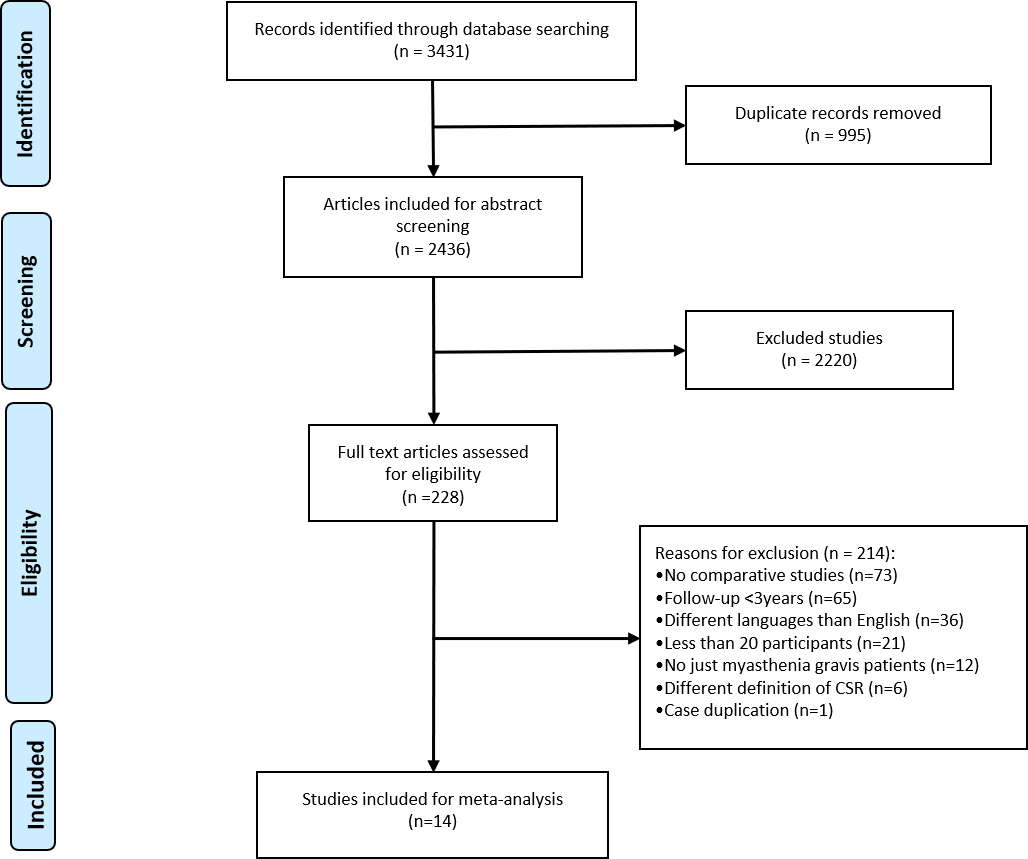 Identification
Records identified through database searching
(n = 3431)
Duplicate records removed
(n = 995)
Articles included for abstract
screening
(n = 2436)
Screening
Excluded studies
(n = 2220)
Full text articles assessed
for eligibility
(n =228)
Eligibility
Reasons for exclusion (n = 214):
•No comparative studies (n=73)
•Follow-up <3years (n=65)
•Different languages than English (n=36)
•Less than 20 participants (n=21)
•No just myasthenia gravis patients (n=12)
•Different definition of CSR (n=6)
•Case duplication (n=1)
Included
Studies included for meta-analysis
(n=14)